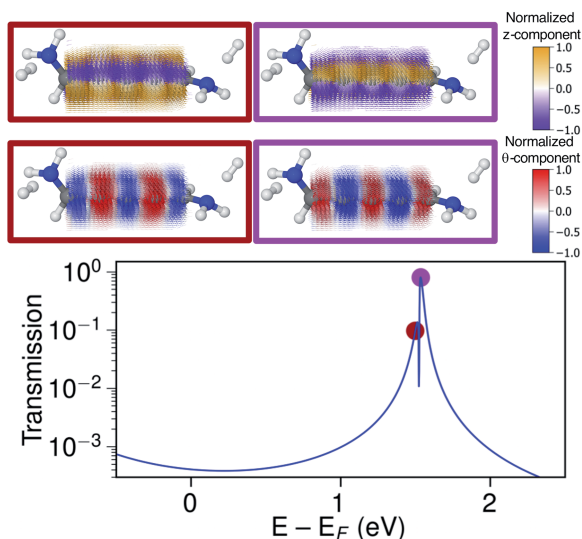 Normalized
z-component
1.0
0.5
0.0
−0.5
−1.0
Normalized
θ-component
1.0
0.5
0.0
−0.5
−1.0
10⁰
10⁻¹
10⁻²
10⁻³
Transmission
0 1 2
E − E_F (eV)